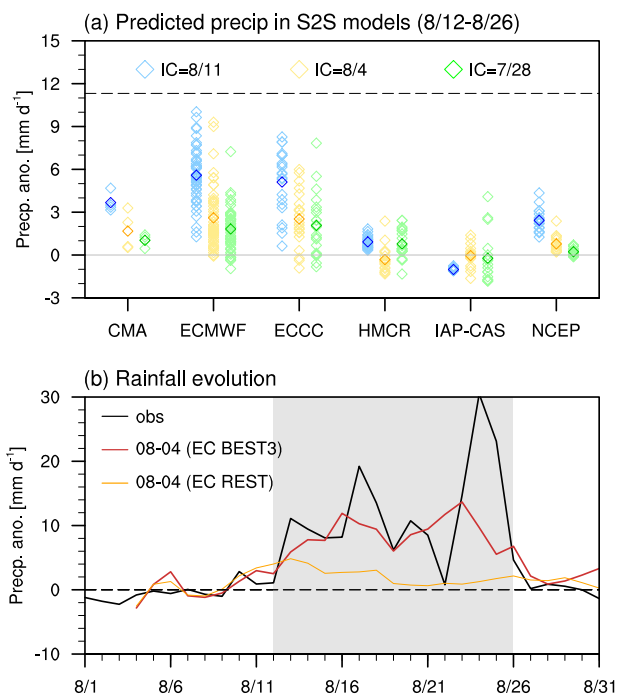 (a) Predicted precip in S2S models (8/12-8/26)
IC=8/11 IC=8/4 IC=7/28
Precp. ano. [mm d⁻¹]
15
12
9
6
3
0
-3
CMA ECMWF ECCC HMCR IAP-CAS NCEP
(b) Rainfall evolution
obs
08-04 (EC BEST3)
08-04 (EC REST)
Precp. ano. [mm d⁻¹]
30
20
10
0
-10
8/1 8/6 8/11 8/16 8/21 8/26 8/31